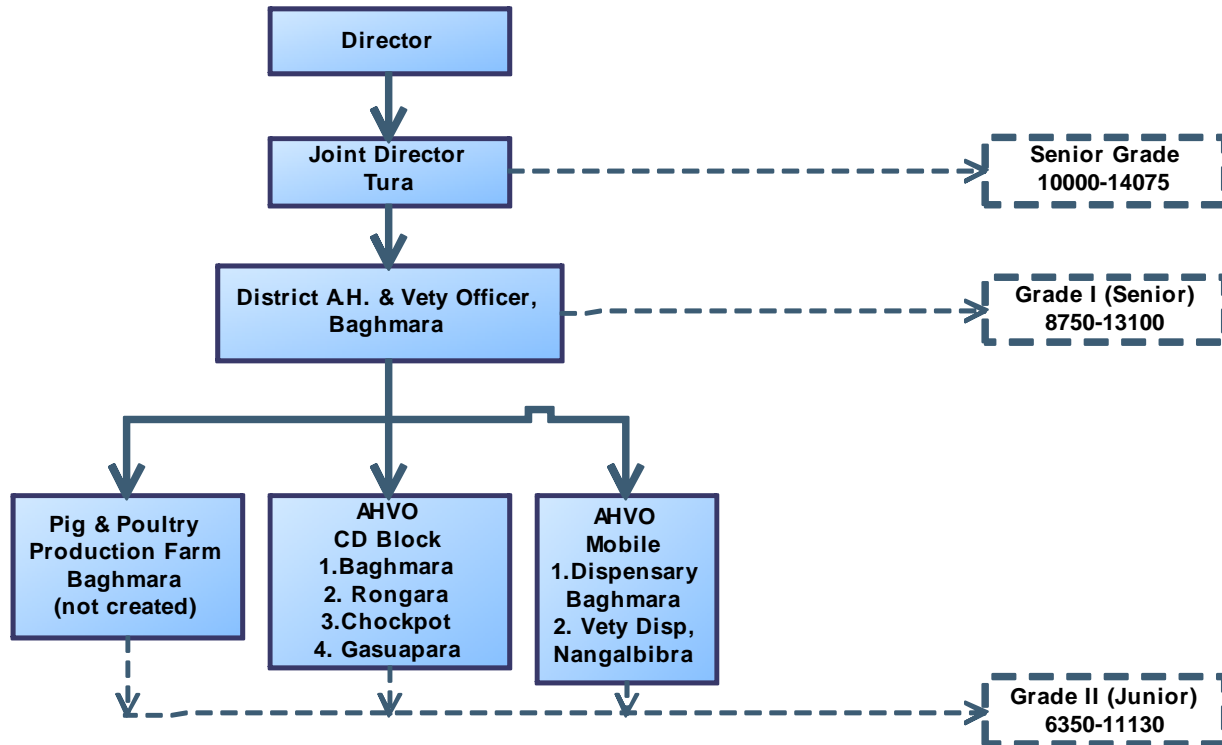 Director
Joint Director
Tura
Senior Grade
10000-14075
District A.H. & Vety Officer,
Baghmara
Grade I (Senior)
8750-13100
Pig & Poultry
Production Farm
Baghmara
(not created)
AHVO
CD Block
1.Baghmara
2. Rongara
3.Chockpot
4. Gasuapara
AHVO
Mobile
1.Dispensary
Baghmara
2. Vety Disp,
Nangalbibra
Grade II (Junior)
6350-11130